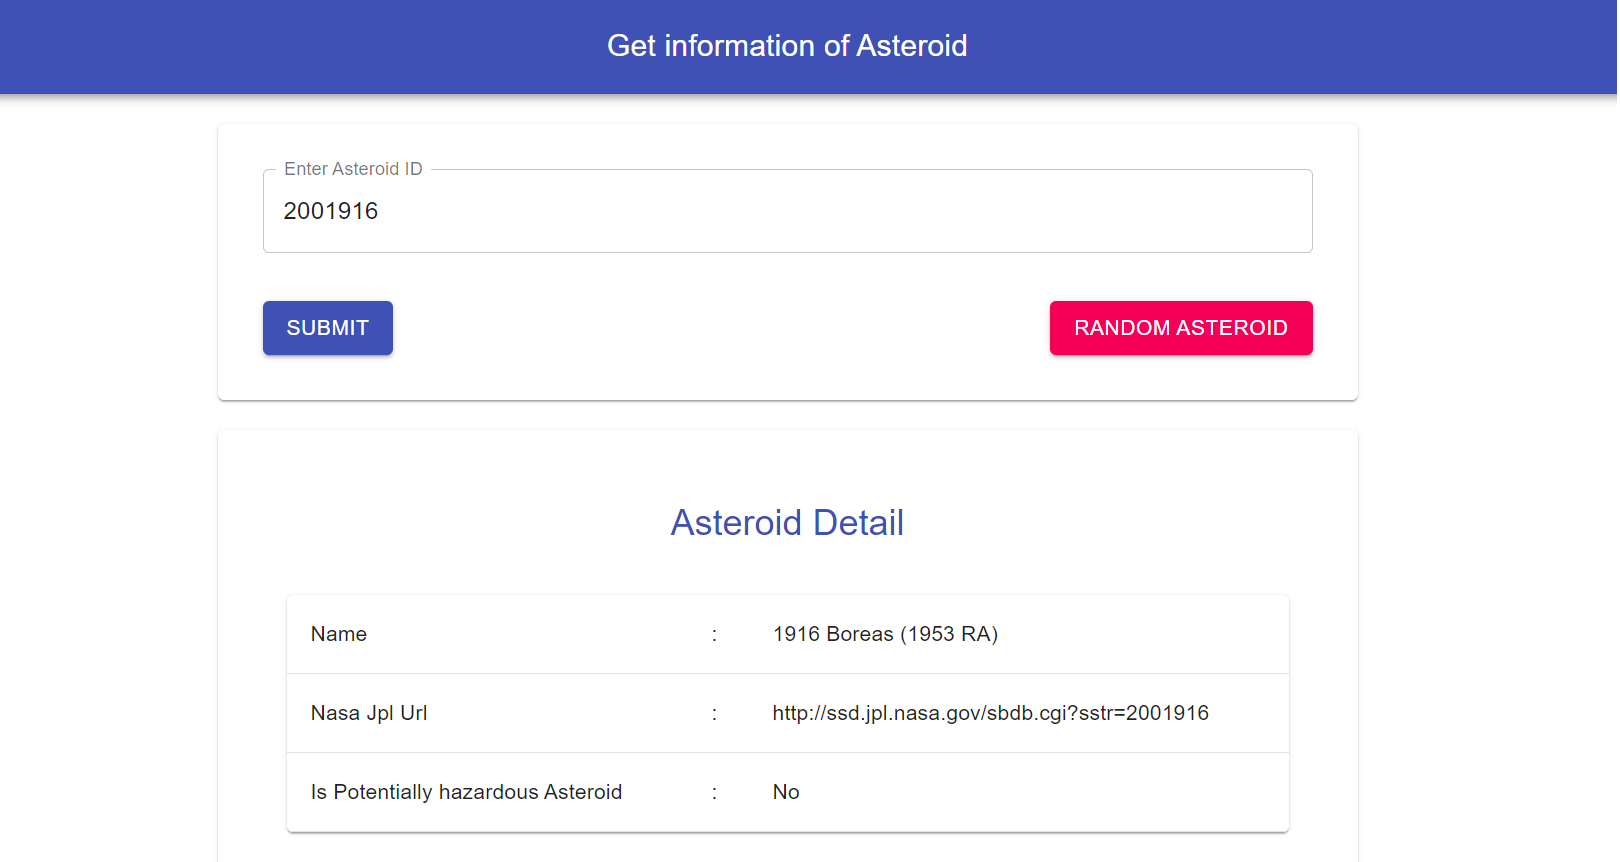 Get information of Asteroid
Enter Asteroid ID
2001916
SUBMIT
RANDOM ASTEROID
Asteroid Detail
Name : 1916 Boreas (1953 RA)
Nasa Jpl Url : http://ssd.jpl.nasa.gov/sbdb.cgi?sstr=2001916
Is Potentially hazardous Asteroid : No